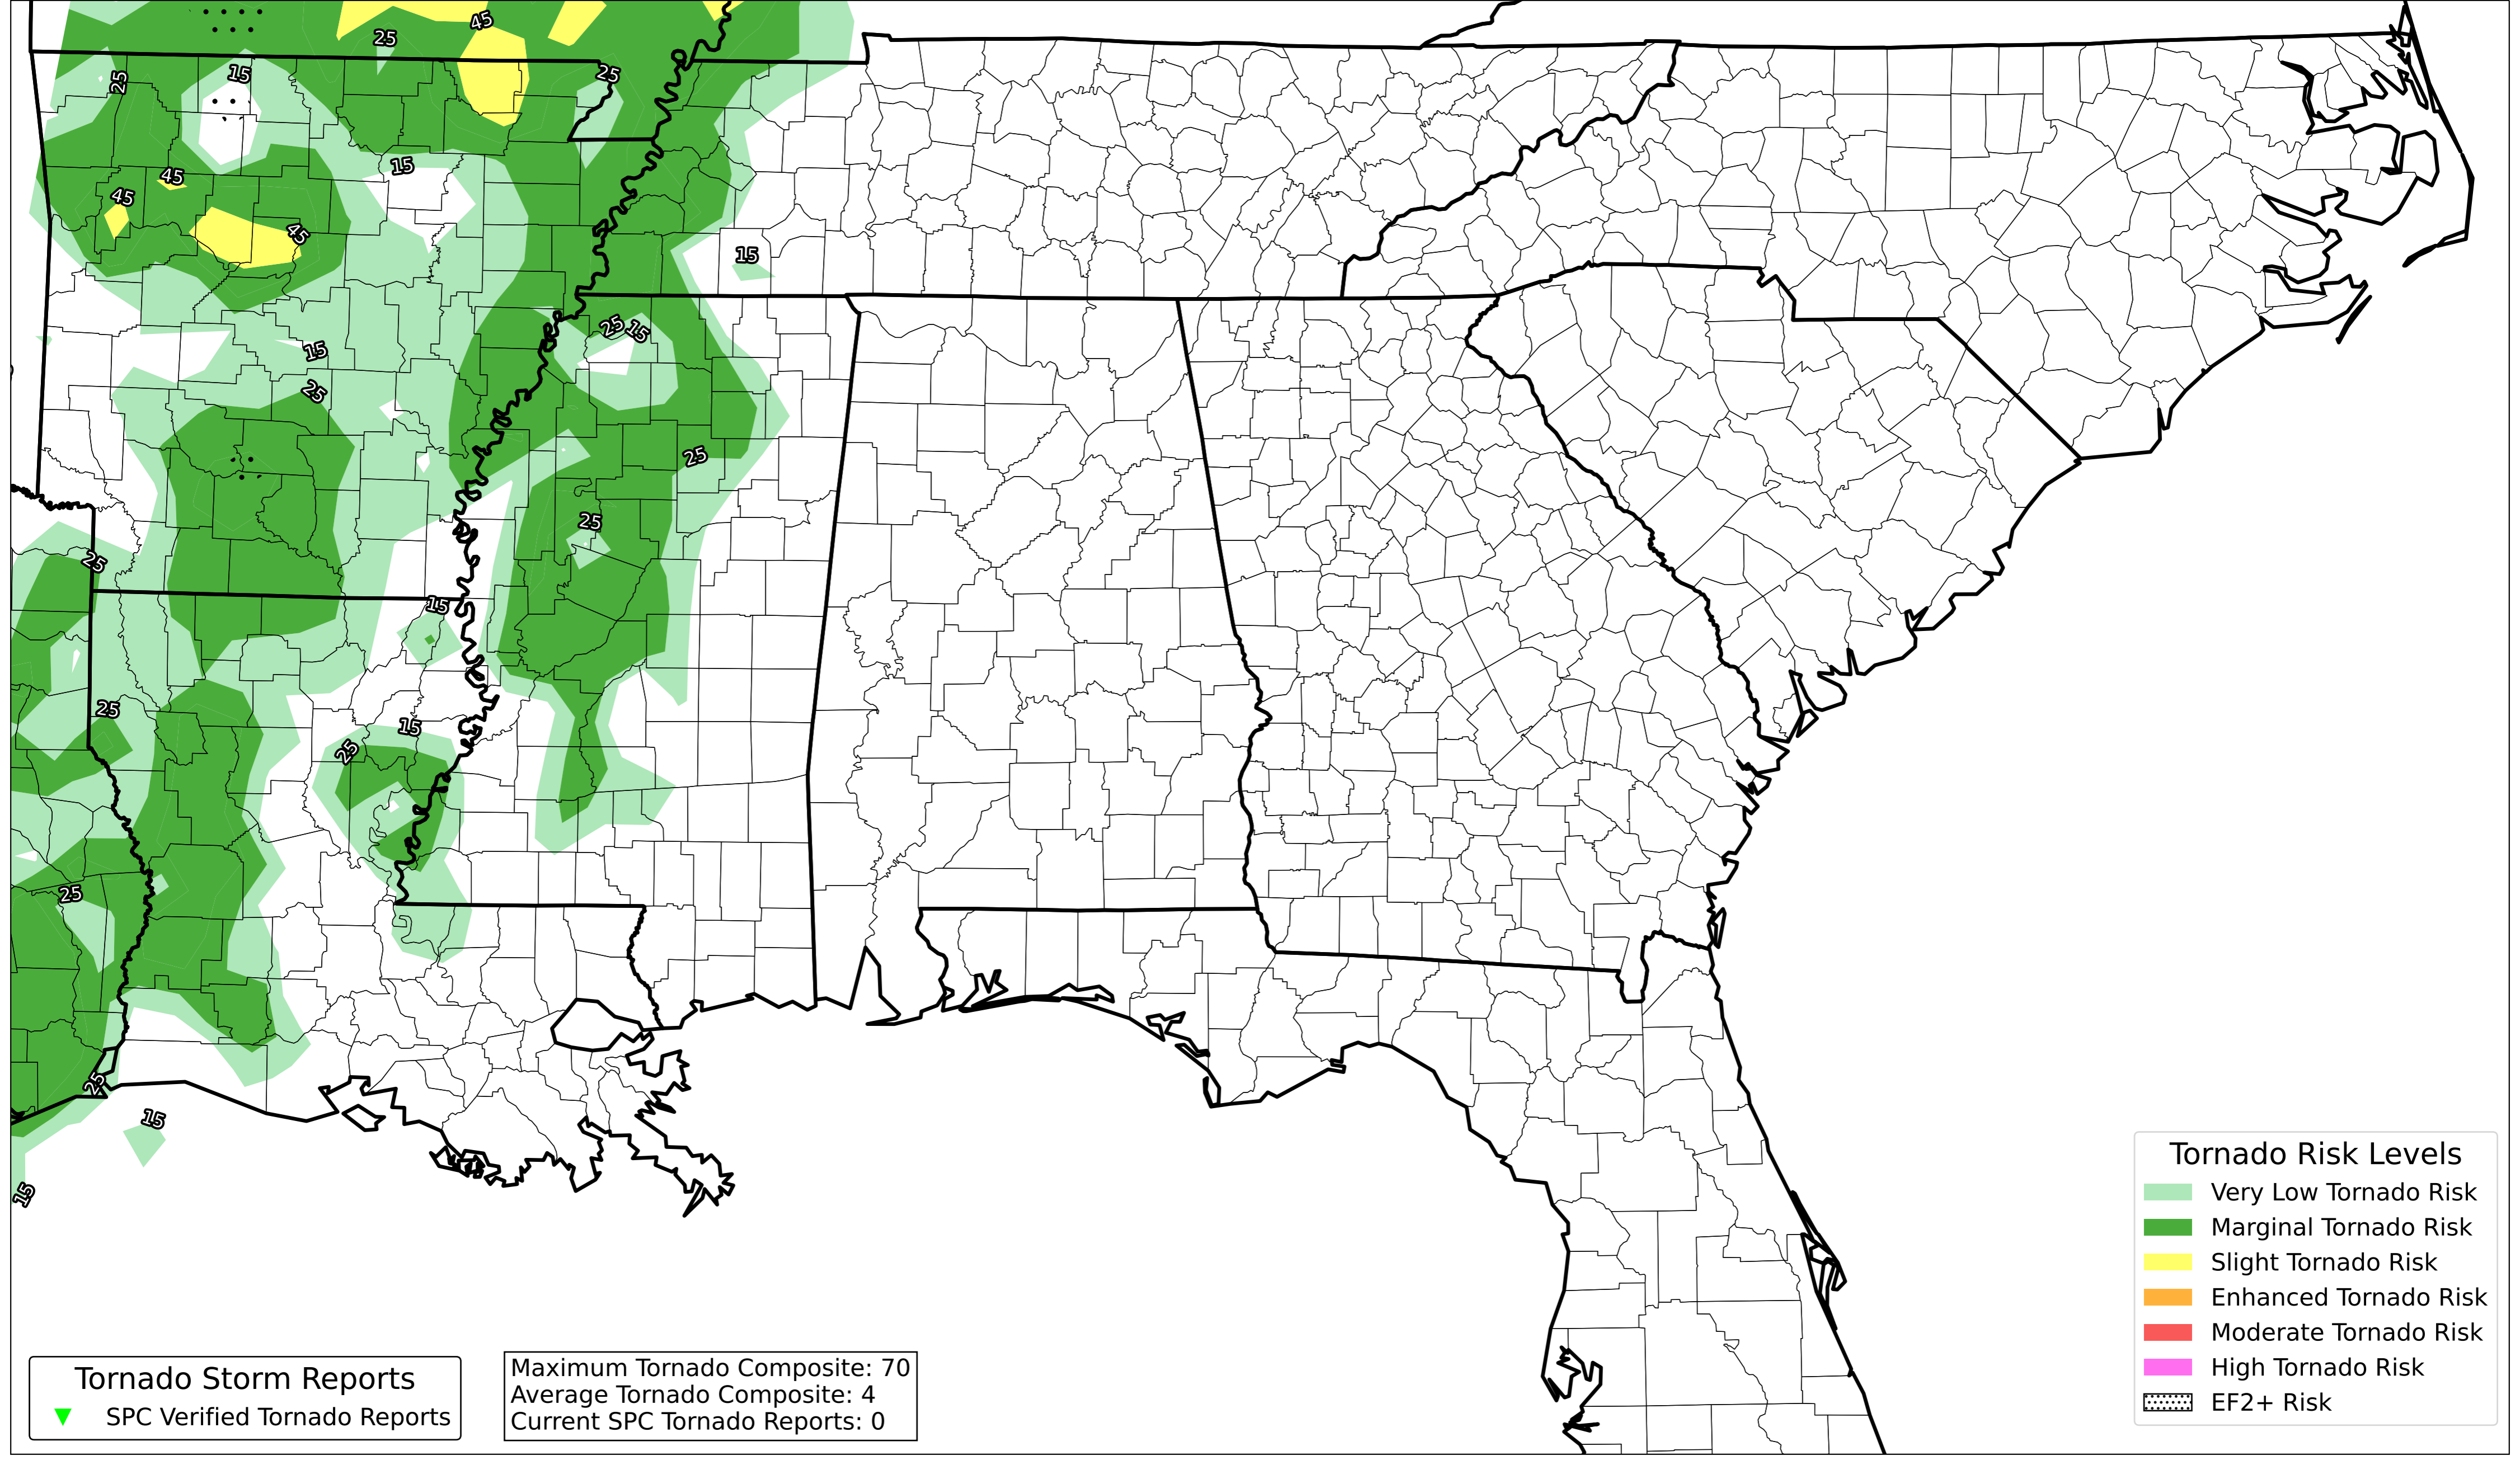 45
25
25
15
25
15
45
45
45
15
25
15
15
25
25
25
25
15
25
15
25
25
25
15
15
Tornado Risk Levels
Very Low Tornado Risk
Marginal Tornado Risk
Slight Tornado Risk
Enhanced Tornado Risk
Moderate Tornado Risk
High Tornado Risk
EF2+ Risk
Tornado Storm Reports
SPC Verified Tornado Reports
Maximum Tornado Composite: 70
Average Tornado Composite: 4
Current SPC Tornado Reports: 0